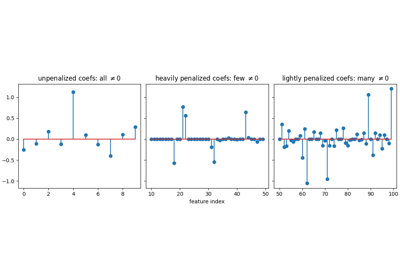 unpenalized coefs: all ≠0
heavily penalized coefs: few ≠0
lightly penalized coefs: many ≠0
1.0
0.5
0.0
−0.5
−1.0
0 2 4 6 8
10 20 30 40 50
50 60 70 80 90 100
feature index